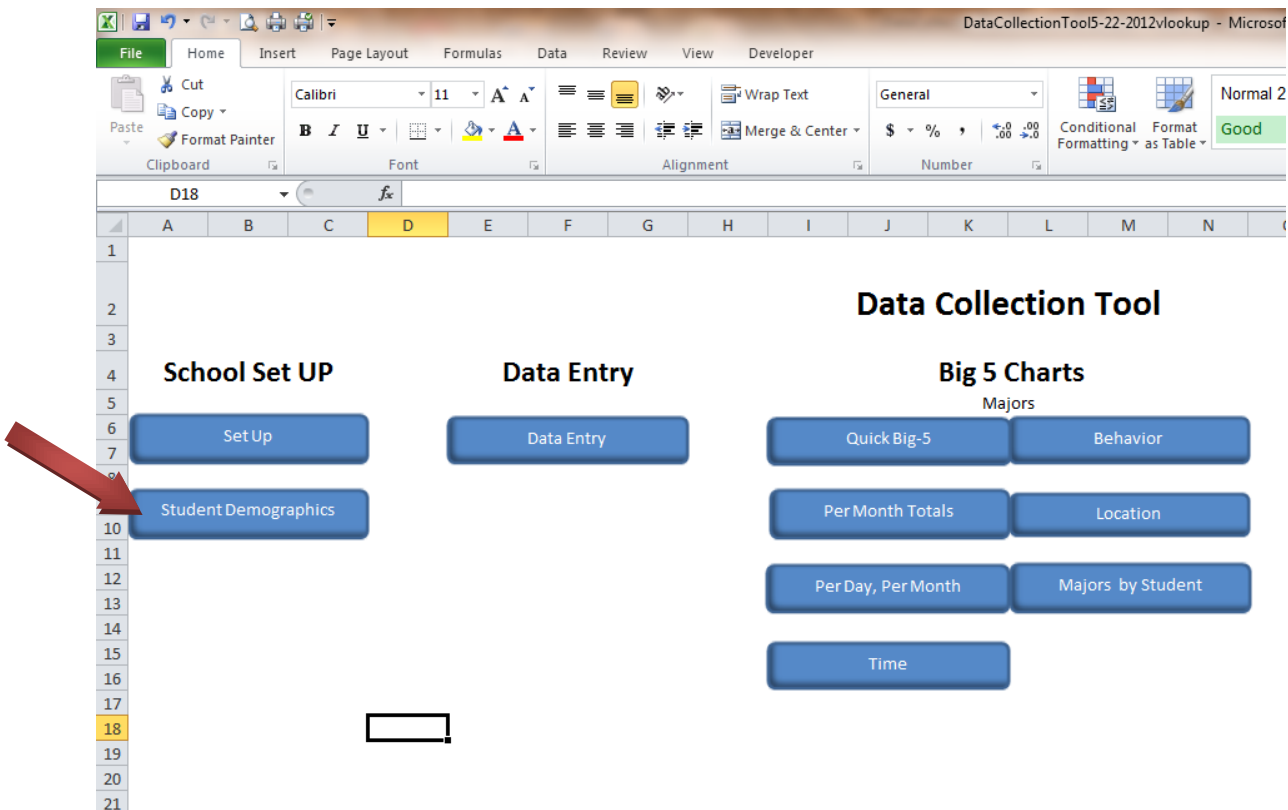 DataCollectionTool5-22-2012vlookup - Microsof
File Home Insert Page Layout Formulas Data Review View Developer
Cut
Copy
Format Painter
Paste
Calibri 11 A A
B I U A
Wrap Text
Merge & Center
General
$ % , .0 .00 .00 .0
Conditional Formatting
Format as Table
Normal 2
Good
Clipboard Font Alignment Number
D18 fx
A B C D E F G H I J K L M N
1
2 Data Collection Tool
3
4 School Set UP Data Entry Big 5 Charts
5 Majors
6 Set Up Data Entry Quick Big-5 Behavior
7
Student Demographics Per Month Totals Location
10
11
12 Per Day, Per Month Majors by Student
13
14
15 Time
16
17
18
19
20
21